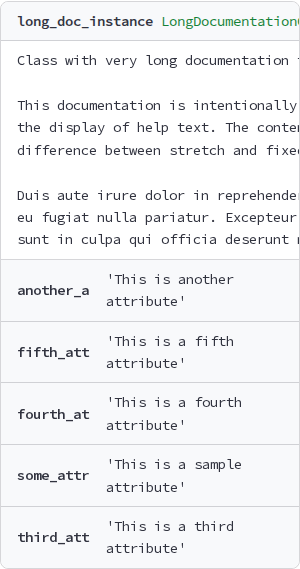 long_doc_instance LongDocumentation
Class with very long documentation
This documentation is intentionally
the display of help text. The conte
difference between stretch and fixe
Duis aute irure dolor in reprehende
eu fugiat nulla pariatur. Excepteur
sunt in culpa qui officia deserunt
another_a 'This is another
attribute'
fifth_att 'This is a fifth
attribute'
fourth_at 'This is a fourth
attribute'
some_attr 'This is a sample
attribute'
third_att 'This is a third
attribute'